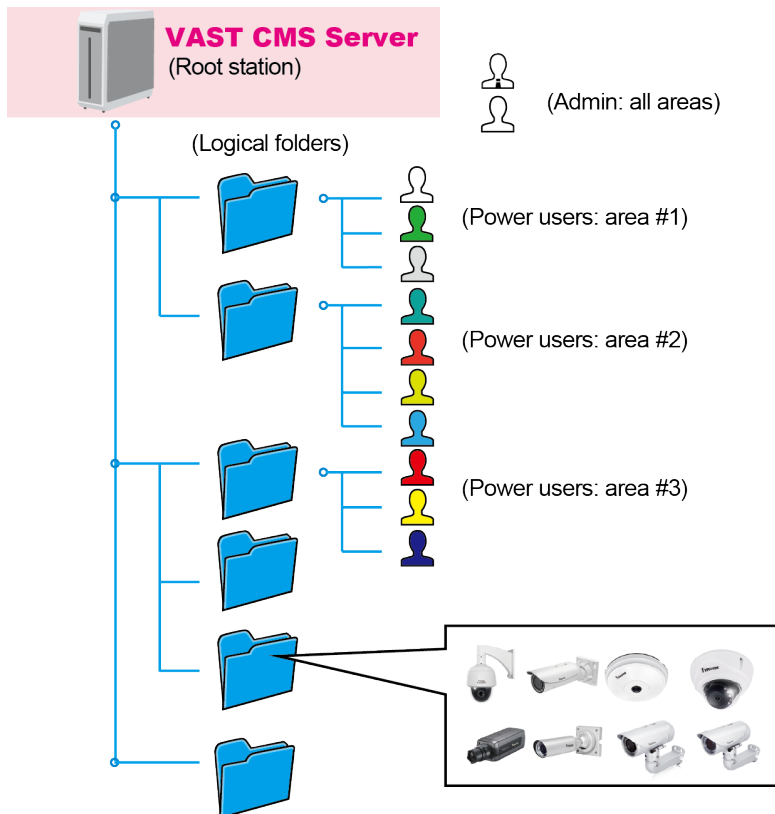 VAST CMS Server
(Root station)
(Admin: all areas)
(Logical folders)
(Power users: area #1)
(Power users: area #2)
(Power users: area #3)